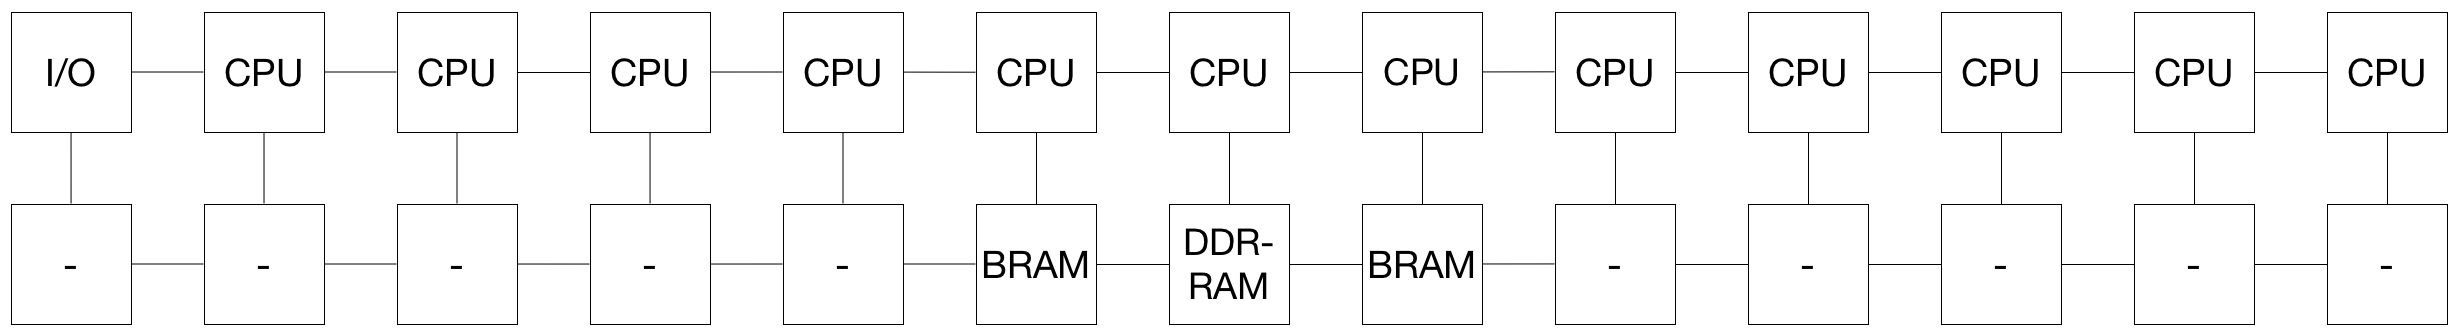 I/O CPU CPU CPU CPU CPU CPU CPU CPU CPU CPU CPU CPU
- - - - - BRAM DDR- BRAM - - - - -
RAM